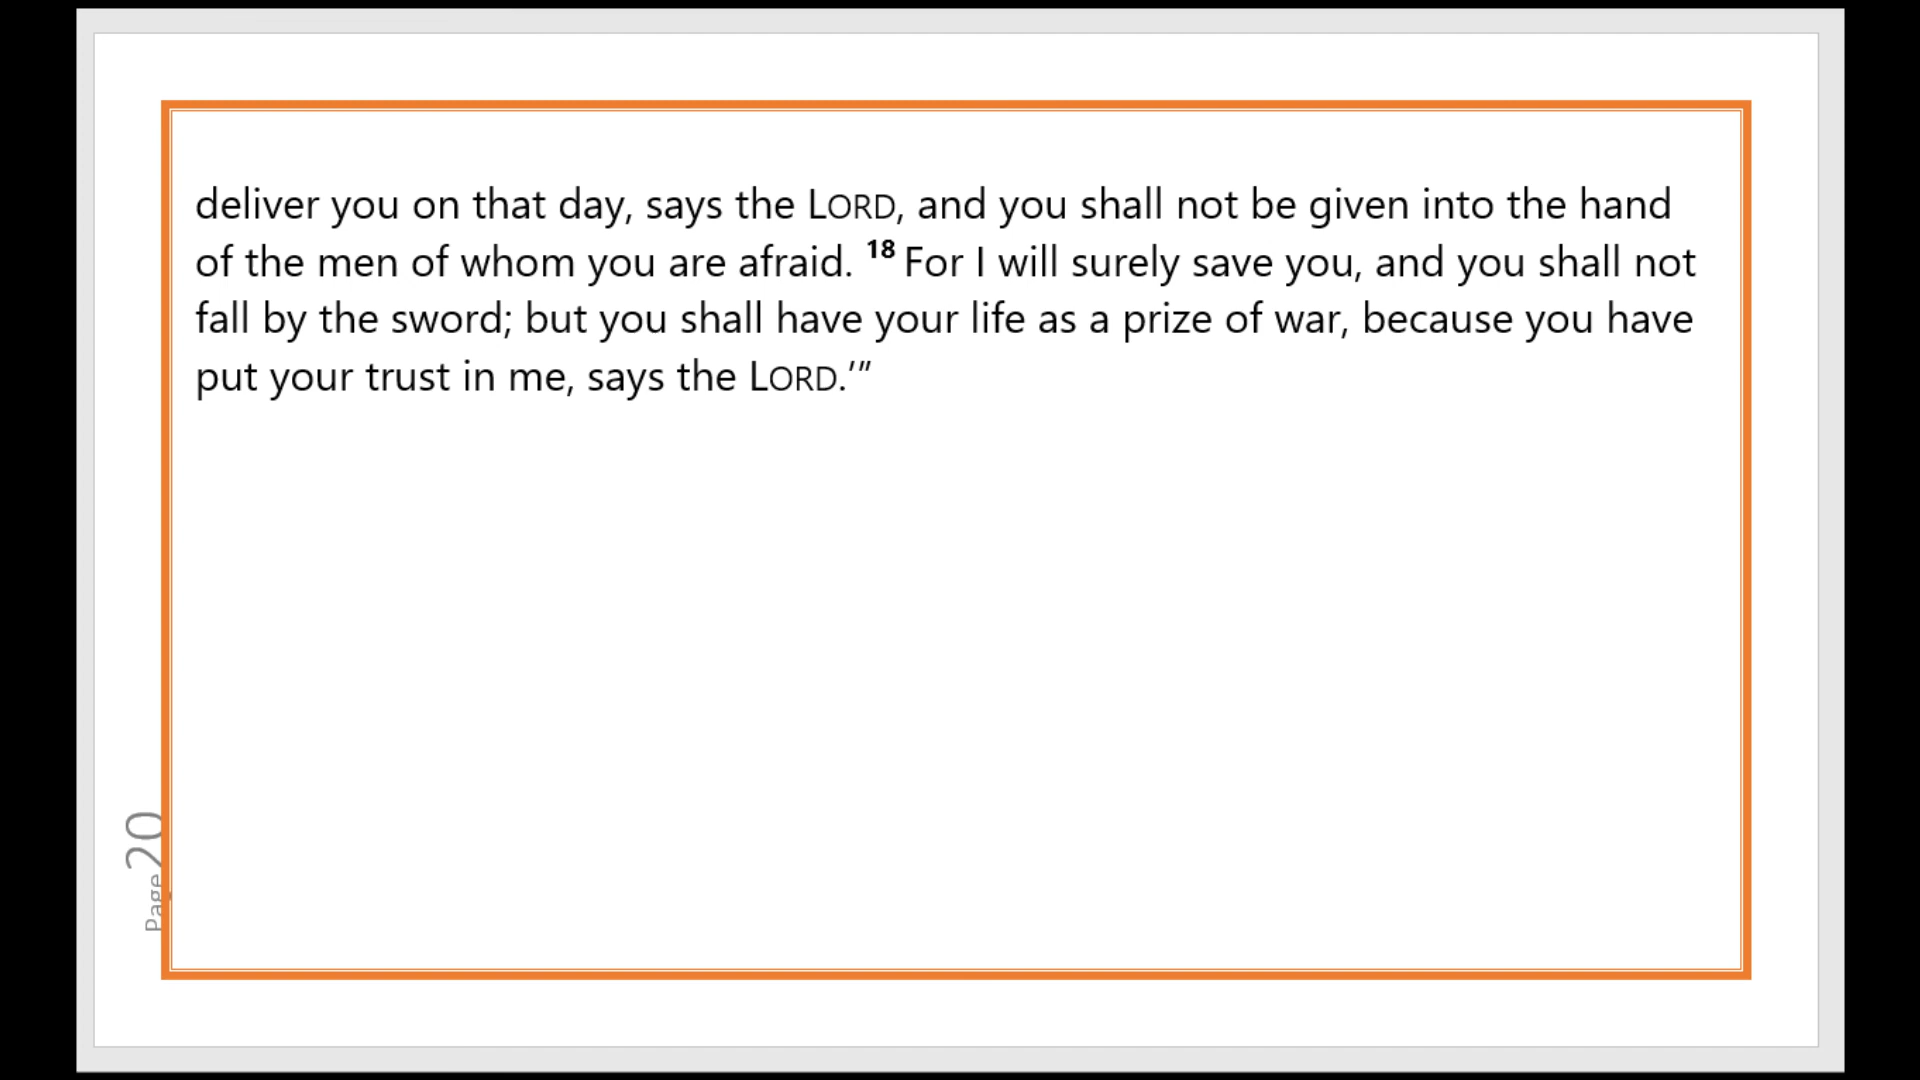 deliver you on that day, says the LORD, and you shall not be given into the hand
of the men of whom you are afraid. 18 For I will surely save you, and you shall not
fall by the sword; but you shall have your life as a prize of war, because you have
put your trust in me, says the LORD.’”
Page 20